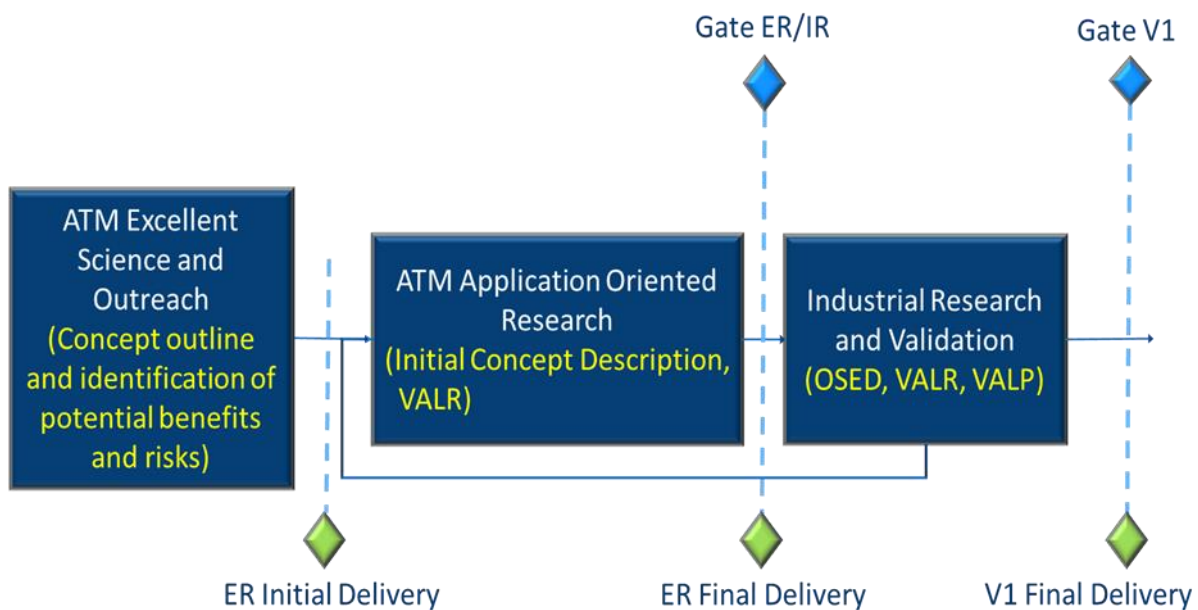 Gate ER/IR
Gate V1
ATM Excellent
Science and
Outreach
(Concept outline
and identification of
potential benefits
and risks)
ATM Application Oriented
Research
(Initial Concept Description,
VALR)
Industrial Research
and Validation
(OSED, VALR, VALP)
ER Initial Delivery
ER Final Delivery
V1 Final Delivery